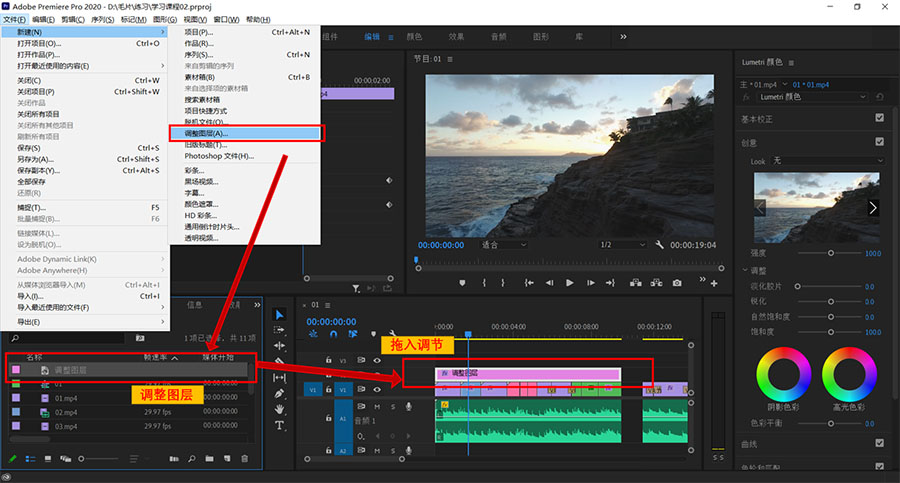 Adobe Premiere Pro 2020 - D:\毛片\练习\学习课程02.prproj
文件(F) 编辑(E) 剪辑(C) 序列(S) 标记(M) 图形(G) 视图(V) 窗口(W) 帮助(H)
新建(N)
打开项目(O)... Ctrl+O
打开作品(P)...
打开最近使用的内容(E)
关闭(C) Ctrl+W
关闭项目(P) Ctrl+Shift+W
关闭作品
关闭所有项目
关闭所有其他项目
刷新所有项目
保存(S) Ctrl+S
另存为(A)... Ctrl+Shift+S
保存副本(Y)... Ctrl+Alt+S
全部保存
还原(R)
捕捉(T)... F5
批量捕捉(B)... F6
链接媒体(L)...
设为脱机(O)...
Adobe Dynamic Link(K)
Adobe Anywhere(H)
从媒体浏览器导入(M) Ctrl+Alt+I
导入(I)... Ctrl+I
导入最近使用的文件(F)
导出(E)
项目(P)... Ctrl+Alt+N
作品(R)...
序列(S)... Ctrl+N
来自剪辑的序列
素材箱(B) Ctrl+B
来自选择项的素材箱
搜索素材箱
项目快捷方式
脱机文件(O)...
调整图层(A)...
旧版标题(T)...
Photoshop 文件(H)...
彩条...
黑场视频...
字幕...
颜色遮罩...
HD 彩条...
通用倒计时片头...
透明视频...
组件 编辑 颜色 效果 音频 图形 库
00:00:02:00
节目: 01
00:00:00:00 适合 1/2 00:00:19:04
Lumetri 颜色
主 * 01.mp4 01 * 01.mp4
fx Lumetri 颜色
基本校正
创意
Look 无
强度 100.0
调整
淡化胶片 0.0
锐化 0.0
自然饱和度 0.0
饱和度 100.0
阴影色彩 高光色彩
色彩平衡 0.0
曲线
信息
1 项已选择，共 11 项
名称 帧速率 媒体开始
调整图层
01
01.mp4
02.mp4 29.97 fps 00:00:00:00
03.mp4 29.97 fps 00:00:00:00
调整图层
01
00:00:00:00
:00:00 00:00:04:00 00:00:08:00 00:00:12:00
拖入调节
V3
fx 调整图层
V1 V1
A1 A1 M S
音频 1
A2 M S
S S